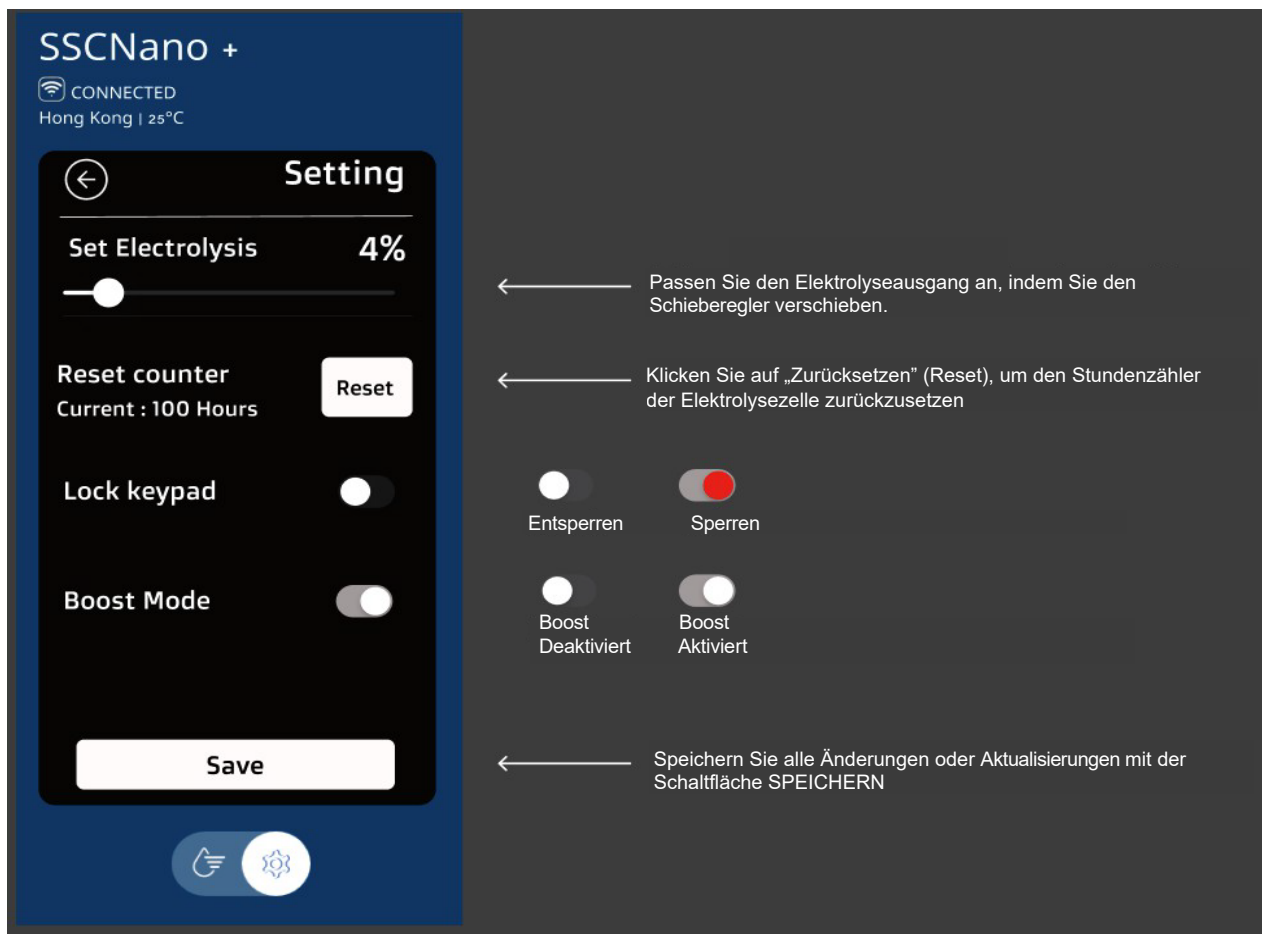 SSCNano +
CONNECTED
Hong Kong | 25°C
Setting
Set Electrolysis 4%
Passen Sie den Elektrolyseausgang an, indem Sie den
Schieberegler verschieben.
Reset counter
Current : 100 Hours
Reset
Klicken Sie auf „Zurücksetzen” (Reset), um den Stundenzähler
der Elektrolysezelle zurückzusetzen
Lock keypad
Entsperren Sperren
Boost Mode
Boost
Deaktiviert
Boost
Aktiviert
Save
Speichern Sie alle Änderungen oder Aktualisierungen mit der
Schaltfläche SPEICHERN